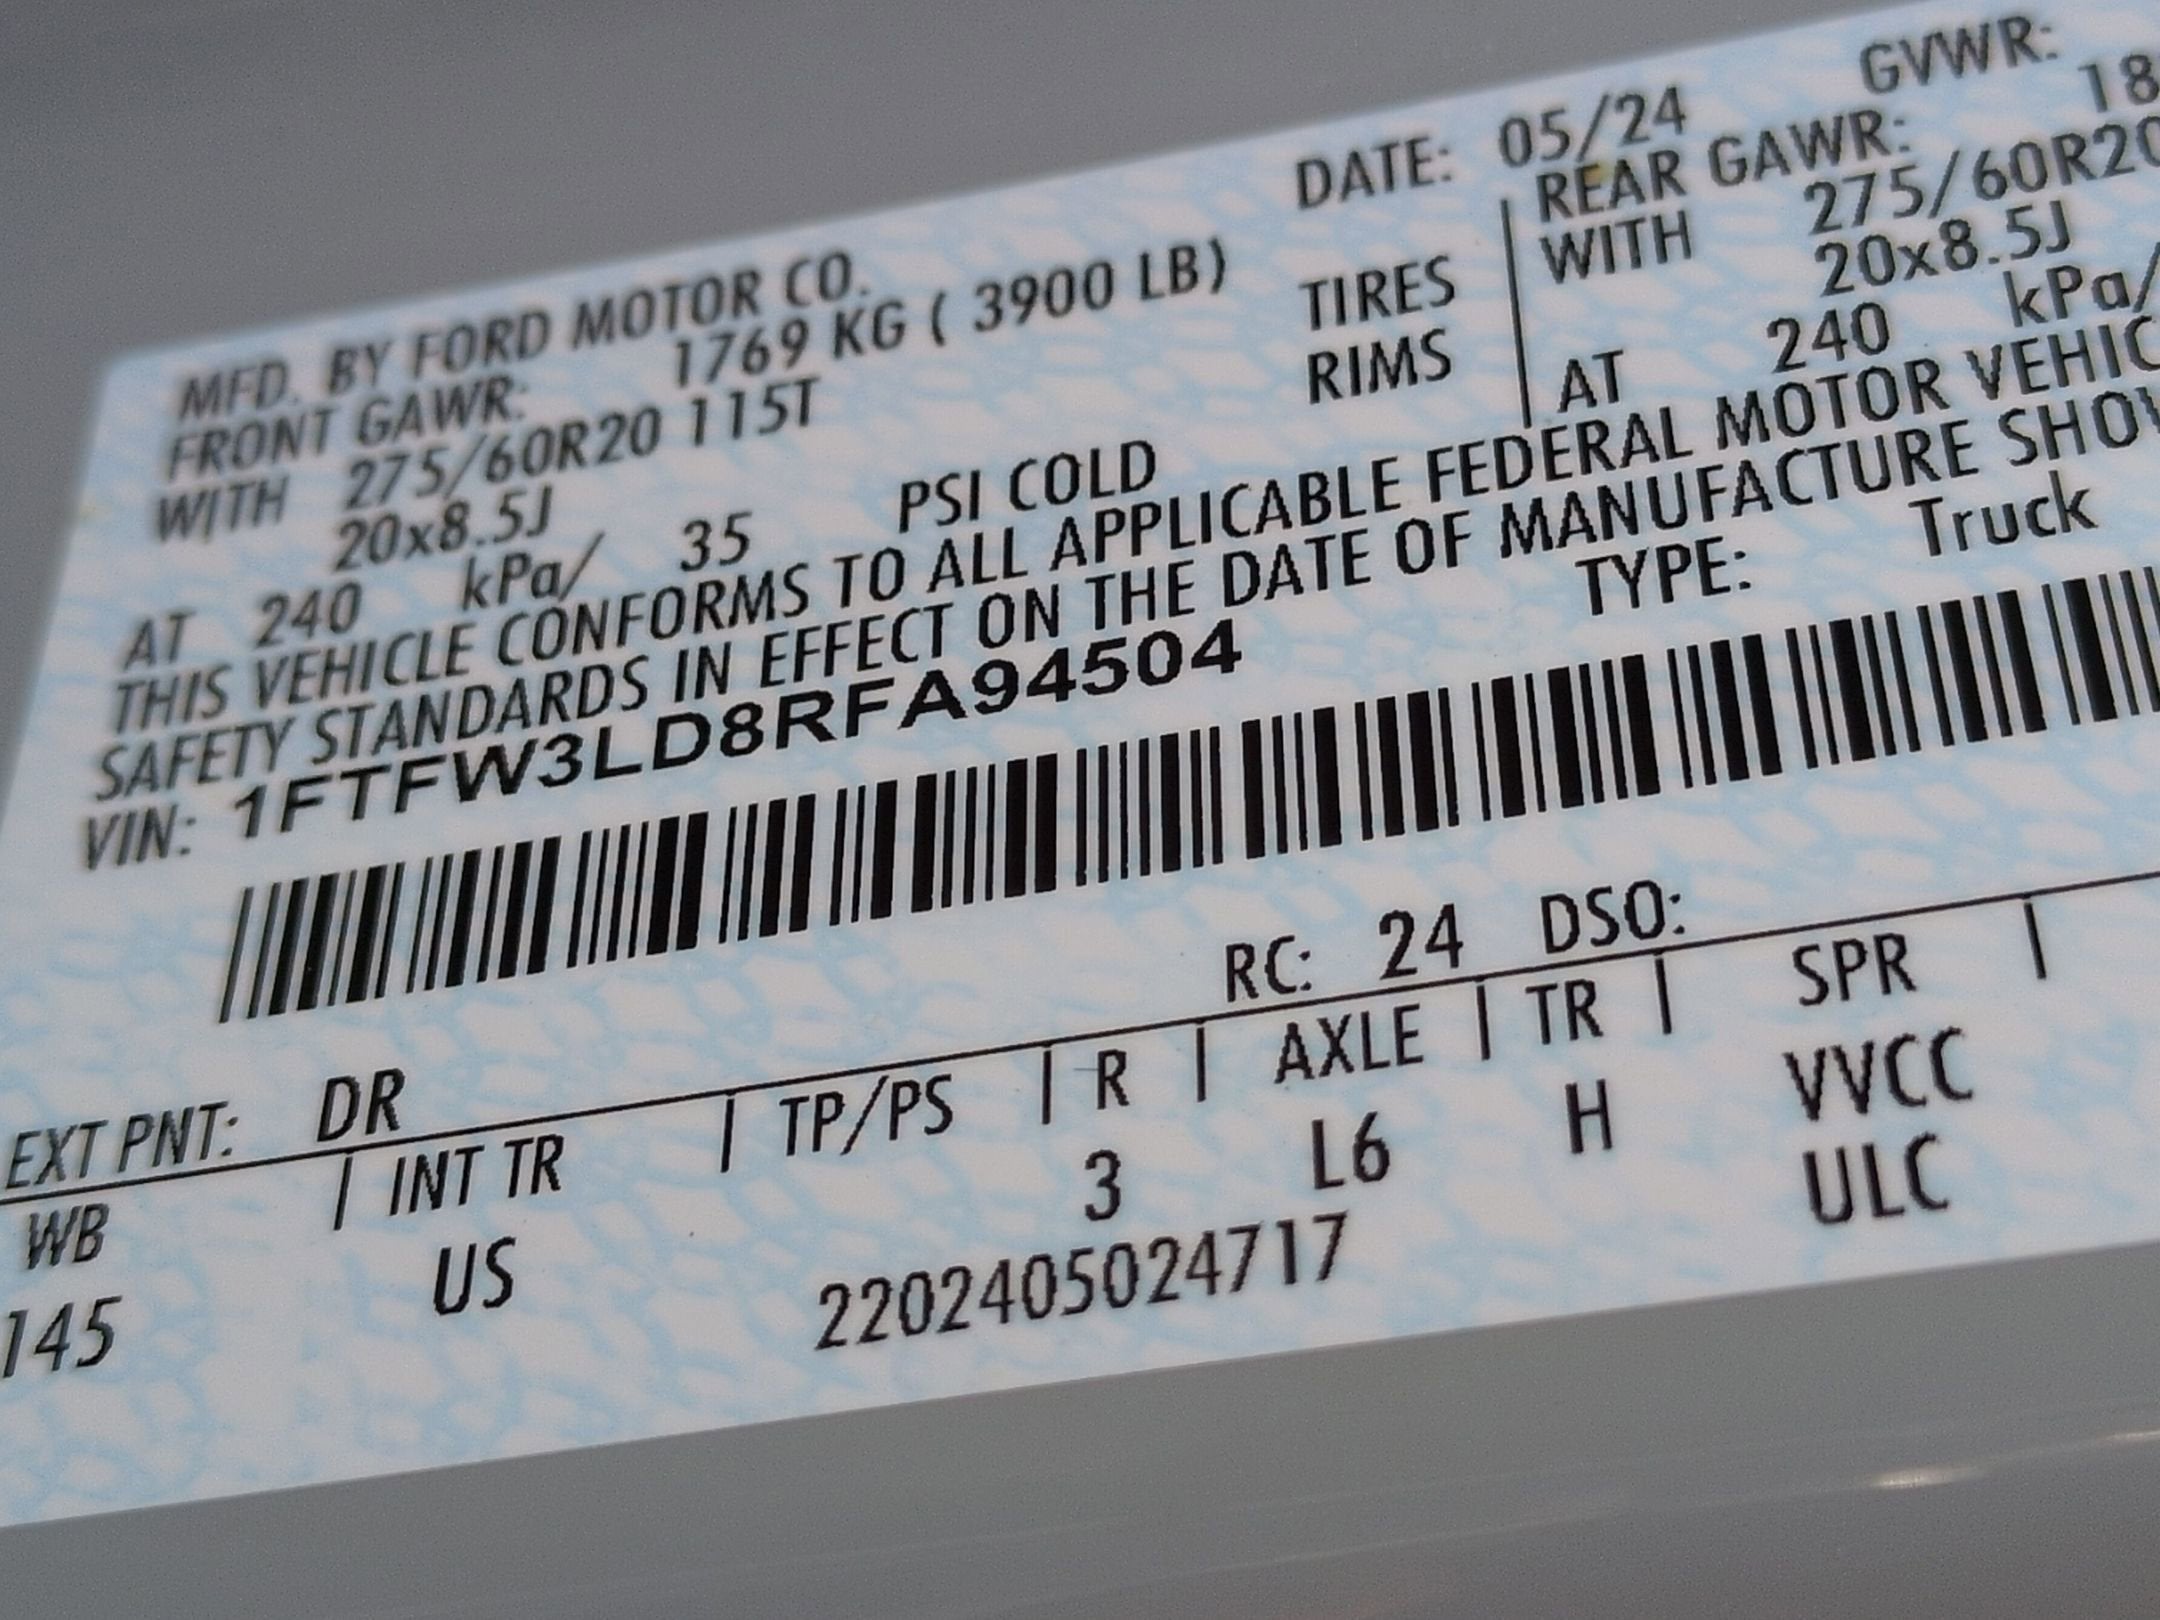 DATE: 05/24 GVWR:
MFD. BY FORD MOTOR CO.
FRONT GAWR: 1769 KG ( 3900 LB) REAR GAWR: 18
WITH 275/60R20 115T TIRES WITH 275/60R20
20x8.5J RIMS 20x8.5J
AT 240 kPa/ 35 PSI COLD AT 240 kPa/
THIS VEHICLE CONFORMS TO ALL APPLICABLE FEDERAL MOTOR VEHIC
SAFETY STANDARDS IN EFFECT ON THE DATE OF MANUFACTURE SHOW
VIN: 1FTFW3LD8RFA94504 TYPE: Truck
EXT PNT: DR RC: 24 DSO:
WB | INT TR | TP/PS | R | AXLE | TR | SPR |
145 US 3 L6 H VVCC
2202405024717 ULC